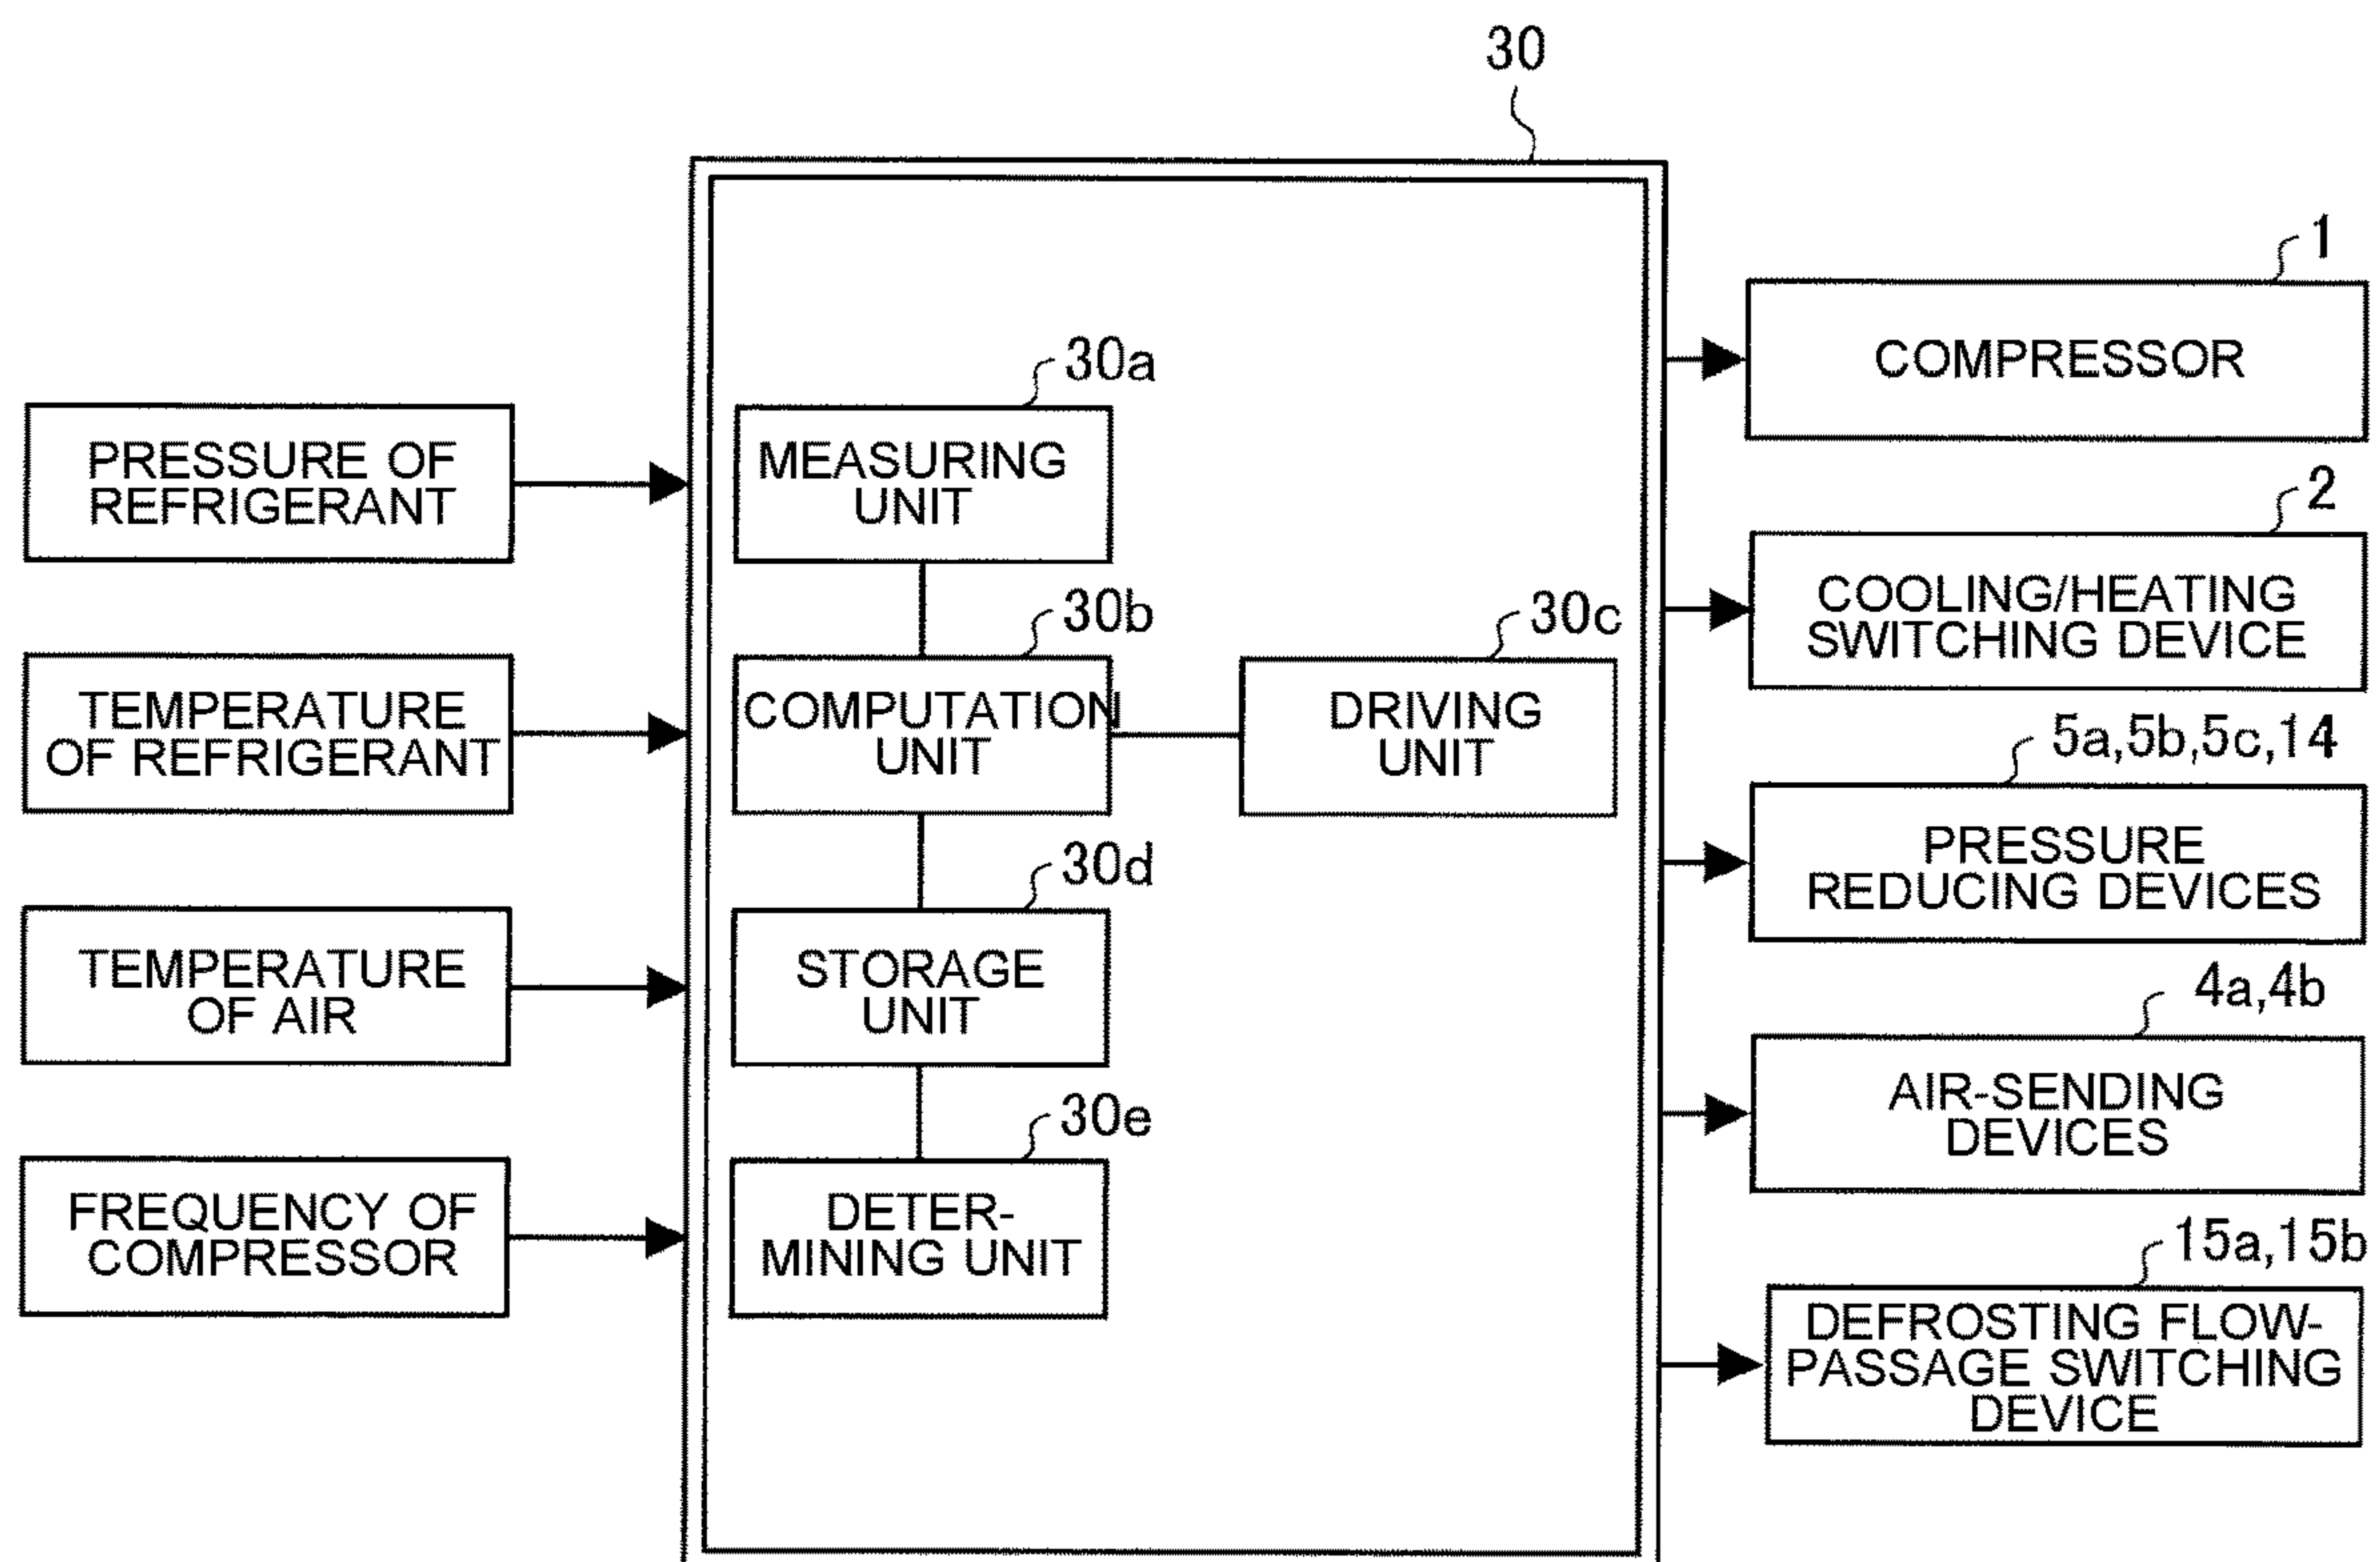 30
1
COMPRESSOR
30a
PRESSURE OF
REFRIGERANT
MEASURING
UNIT
2
COOLING/HEATING
SWITCHING DEVICE
30b
30c
TEMPERATURE
OF REFRIGERANT
COMPUTATION
UNIT
DRIVING
UNIT
5a,5b,5c,14
PRESSURE
REDUCING DEVICES
30d
TEMPERATURE
OF AIR
STORAGE
UNIT
4a,4b
AIR-SENDING
DEVICES
30e
FREQUENCY OF
COMPRESSOR
DETER-
MINING UNIT
15a,15b
DEFROSTING FLOW-
PASSAGE SWITCHING
DEVICE